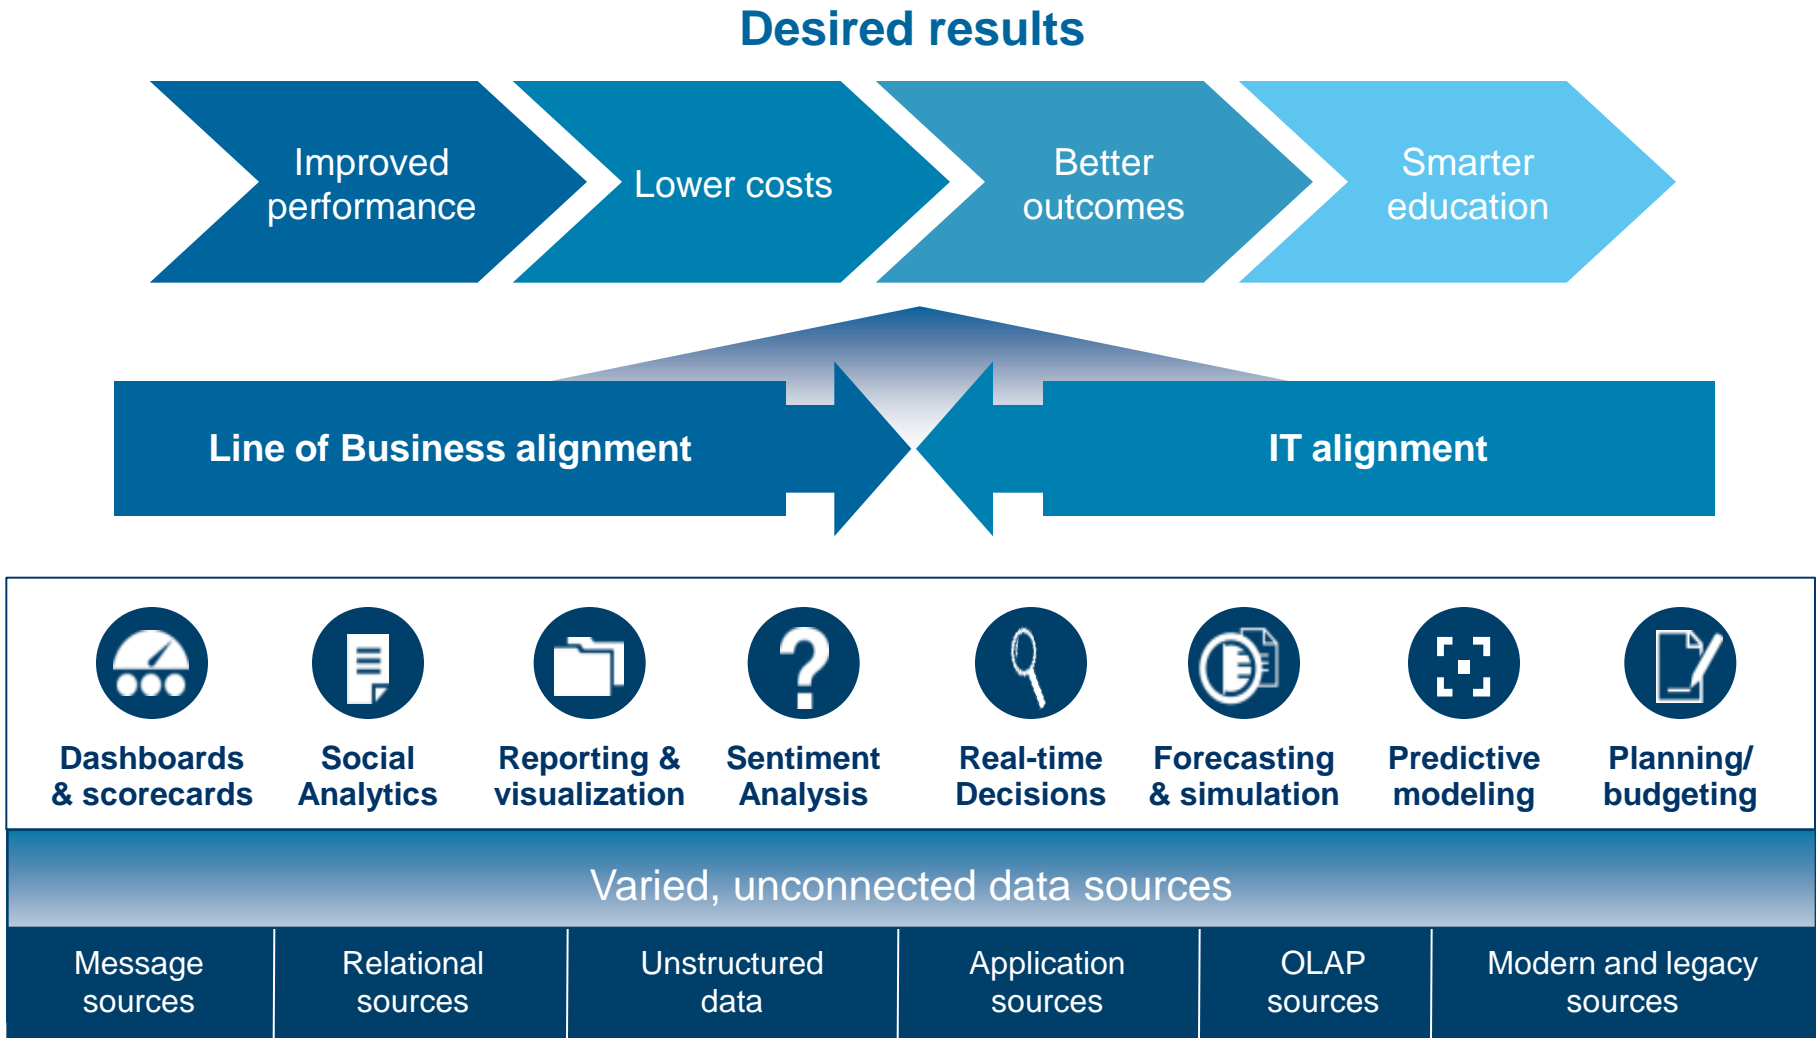 Desired results
Improved
performance
Lower costs
Better
outcomes
Smarter
education
Line of Business alignment
IT alignment
Dashboards
& scorecards
Social
Analytics
Reporting &
visualization
Sentiment
Analysis
Real-time
Decisions
Forecasting
& simulation
Predictive
modeling
Planning/
budgeting
Varied, unconnected data sources
Message
sources
Relational
sources
Unstructured
data
Application
sources
OLAP
sources
Modern and legacy
sources